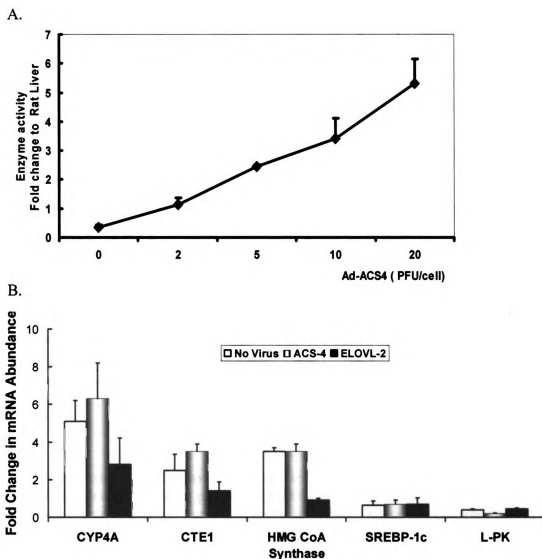 A.
Enzyme activity
Fold change to Rat Liver
7
6
5
4
3
2
1
0
0 2 5 10 20
Ad-ACS4 ( PFU/cell)
B.
Fold Change in mRNA Abundance
10
8
6
4
2
0
No Virus ACS-4 ELOVL-2
CYP4A CTE1 HMG CoA SREBP-1c L-PK
Synthase